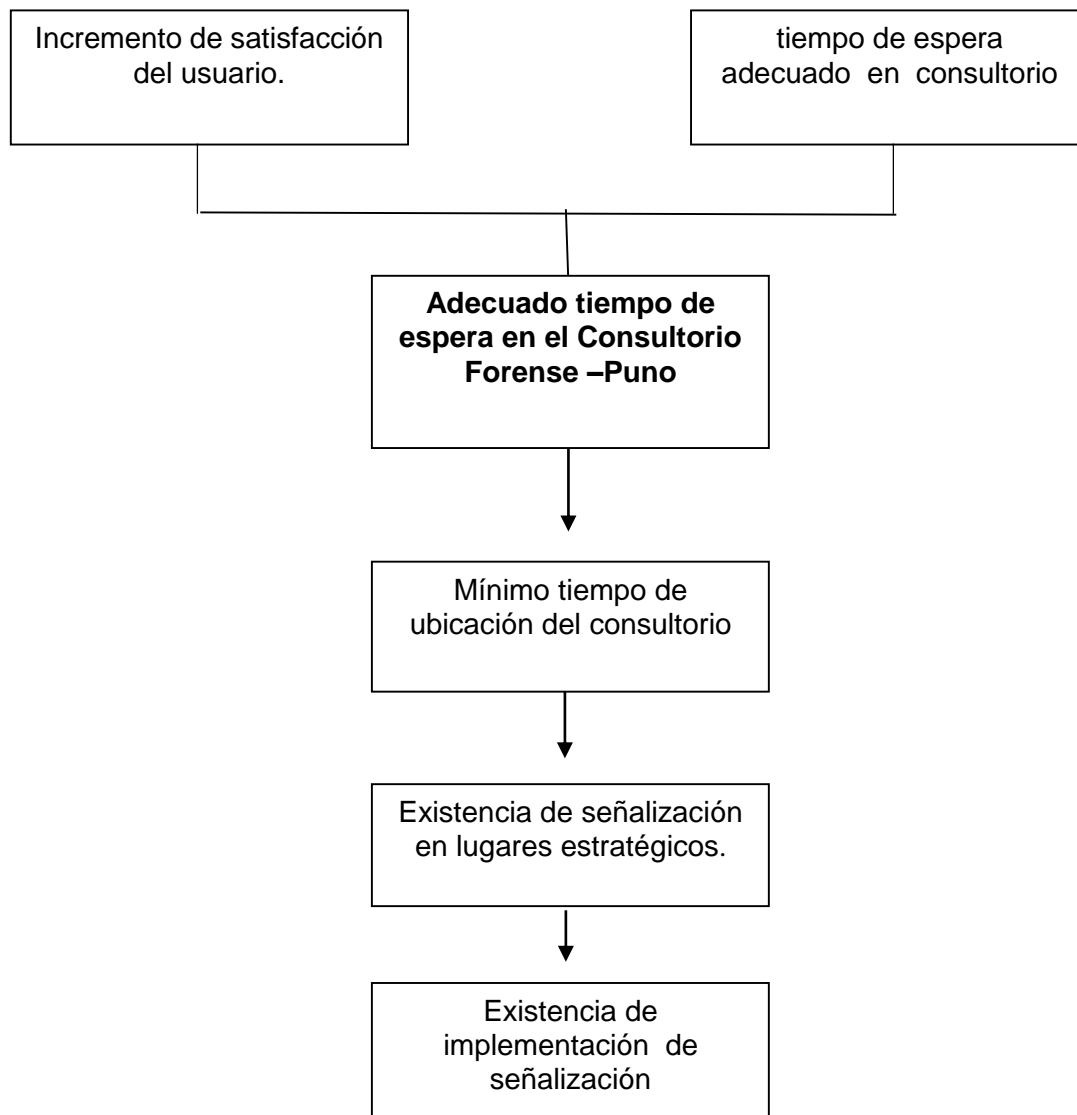 Incremento de satisfacción
del usuario.
tiempo de espera
adecuado en consultorio
Adecuado tiempo de
espera en el Consultorio
Forense –Puno
Mínimo tiempo de
ubicación del consultorio
Existencia de señalización
en lugares estratégicos.
Existencia de
implementación de
señalización